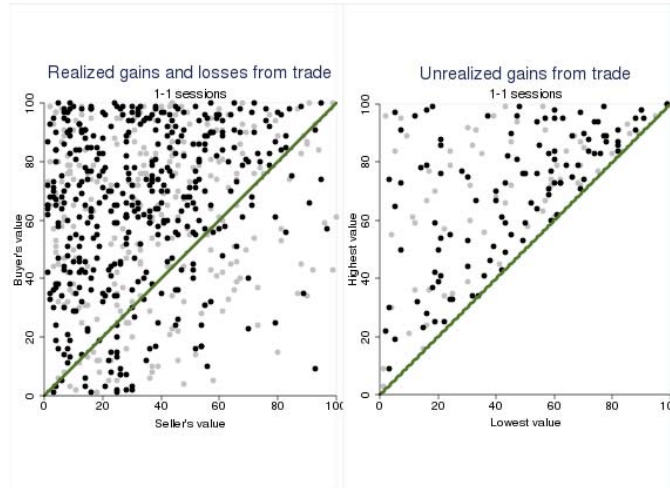 Realized gains and losses from trade
1-1 sessions
Buyer's value
100
80
60
40
20
0
0
20
40
60
80
100
Seller's value
Unrealized gains from trade
1-1 sessions
Highest value
100
80
60
40
20
0
0
20
40
60
80
Lowest value